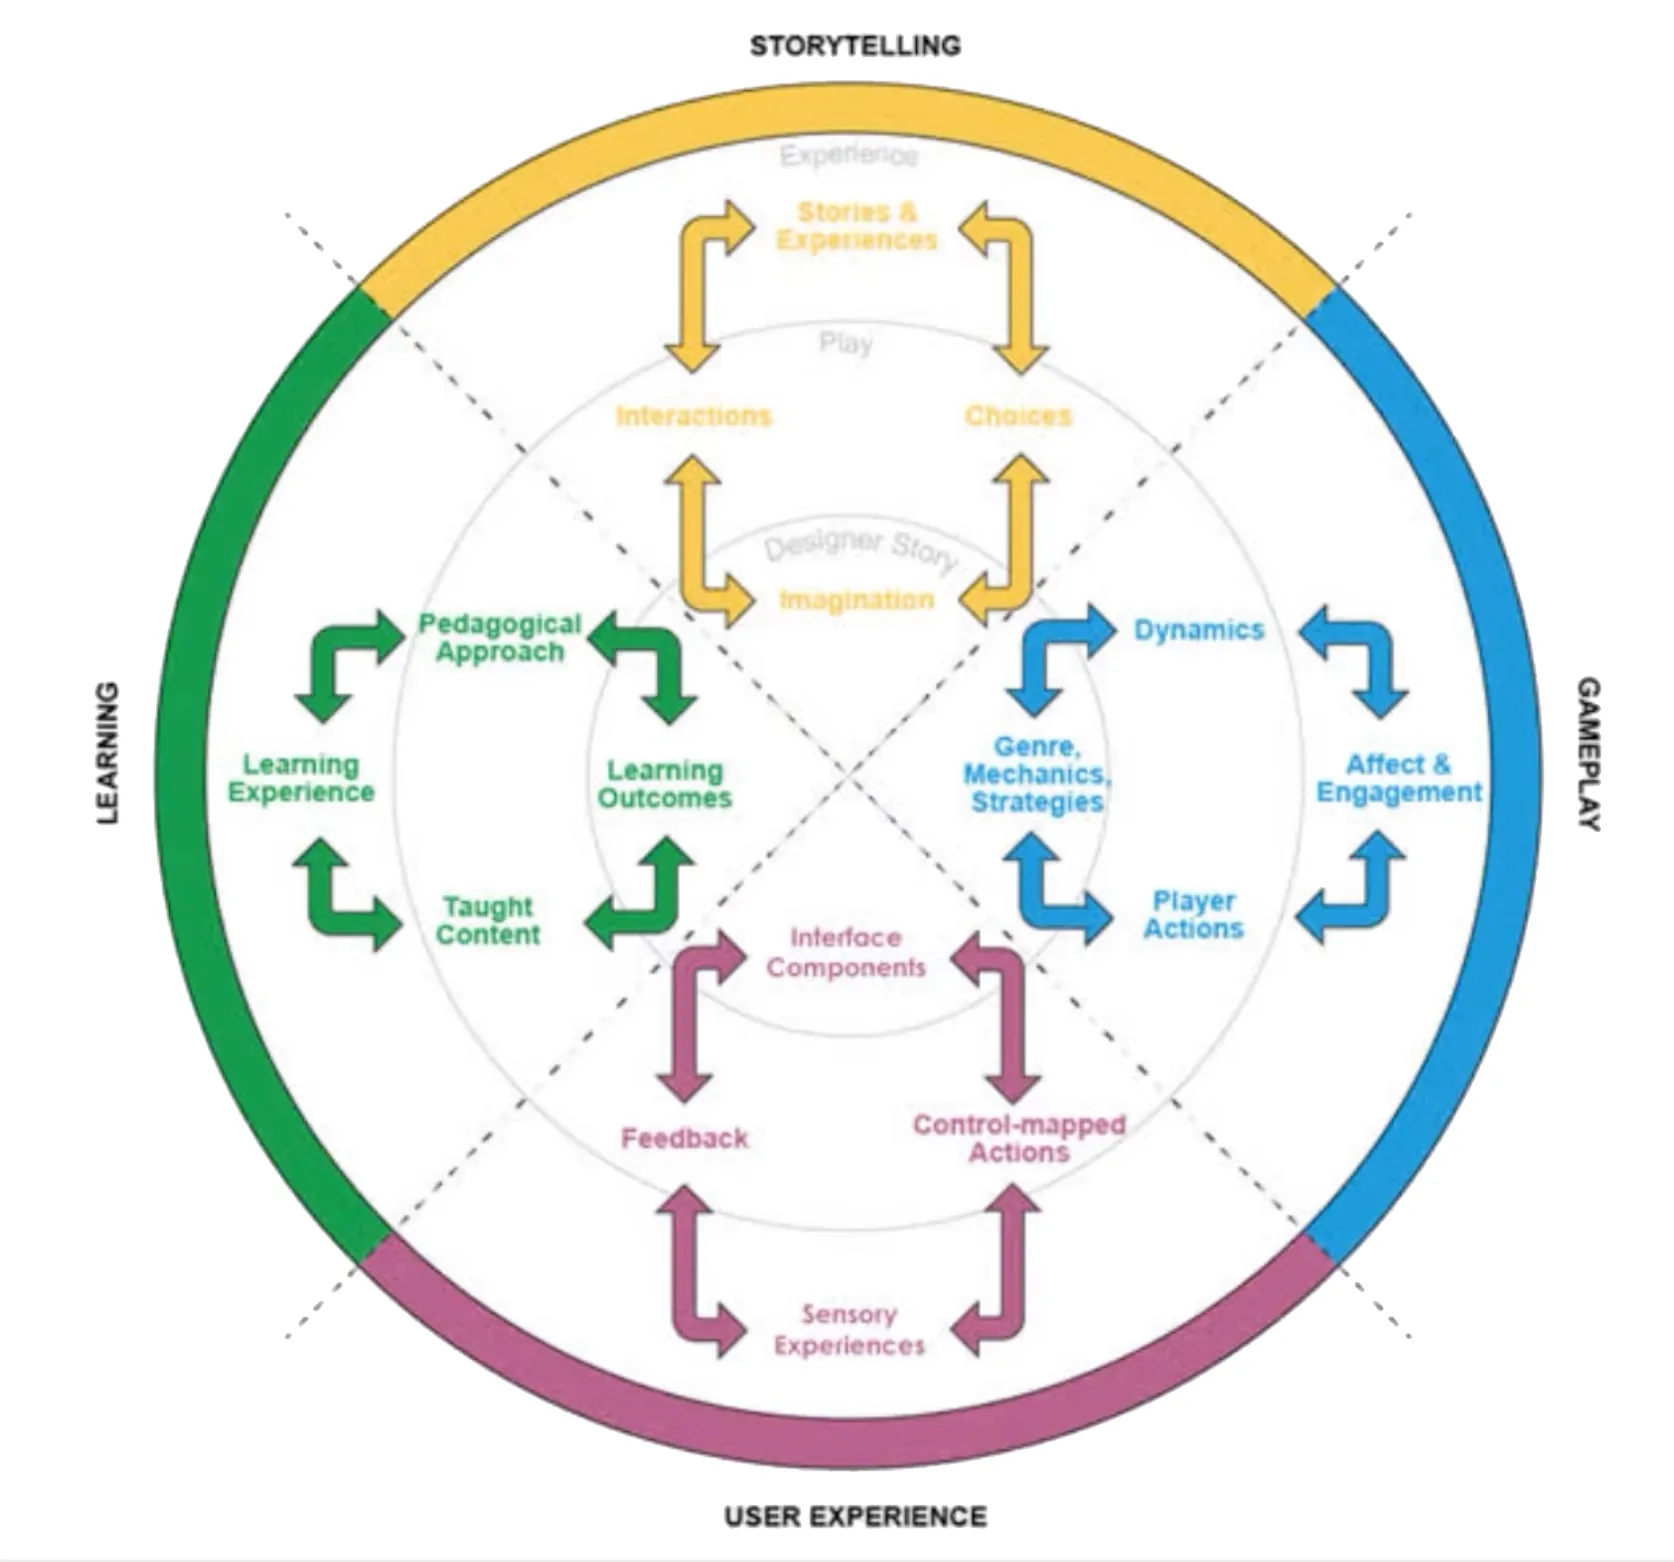 STORYTELLING
Experience
Stories &
Experiences
Play
Interactions
Choices
Designer Story
Imagination
LEARNING
Pedagogical
Approach
Learning
Experience
Learning
Outcomes
Taught
Content
GAMEPLAY
Dynamics
Genre,
Mechanics,
Strategies
Affect &
Engagement
Player
Actions
Interface
Components
Feedback
Control-mapped
Actions
Sensory
Experiences
USER EXPERIENCE